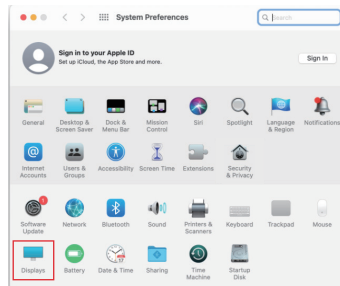 System Preferences
Search
Sign in to your Apple ID
Set up iCloud, the App Store and more.
Sign In
General
Desktop &
Screen Saver
Dock &
Menu Bar
Mission
Control
Siri
Spotlight
Language
& Region
Notifications
Internet
Accounts
Users &
Groups
Accessibility
Screen Time
Extensions
Security
& Privacy
1
Software
Update
Network
Bluetooth
Sound
Printers &
Scanners
Keyboard
Trackpad
Mouse
Displays
Battery
Date & Time
Sharing
Time
Machine
Startup
Disk